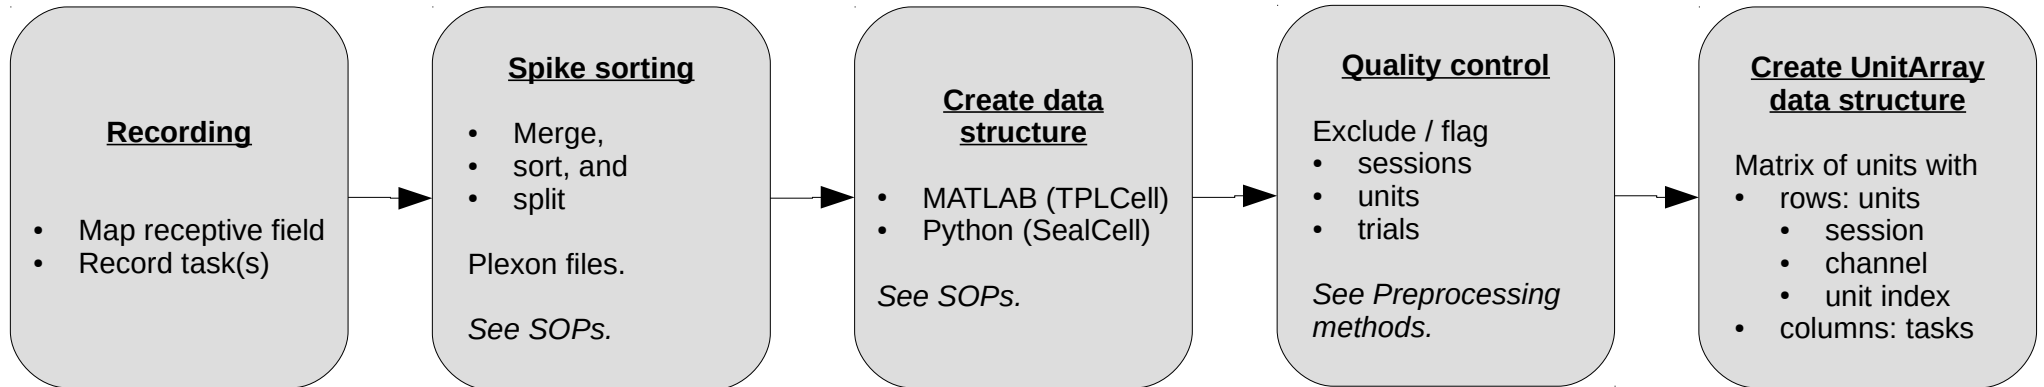 Recording
• Map receptive field
• Record task(s)
Spike sorting
• Merge,
• sort, and
• split
Plexon files.
See SOPs.
Create data
structure
• MATLAB (TPLCell)
• Python (SealCell)
See SOPs.
Quality control
Exclude / flag
• sessions
• units
• trials
See Preprocessing
methods.
Create UnitArray
data structure
Matrix of units with
• rows: units
• session
• channel
• unit index
• columns: tasks